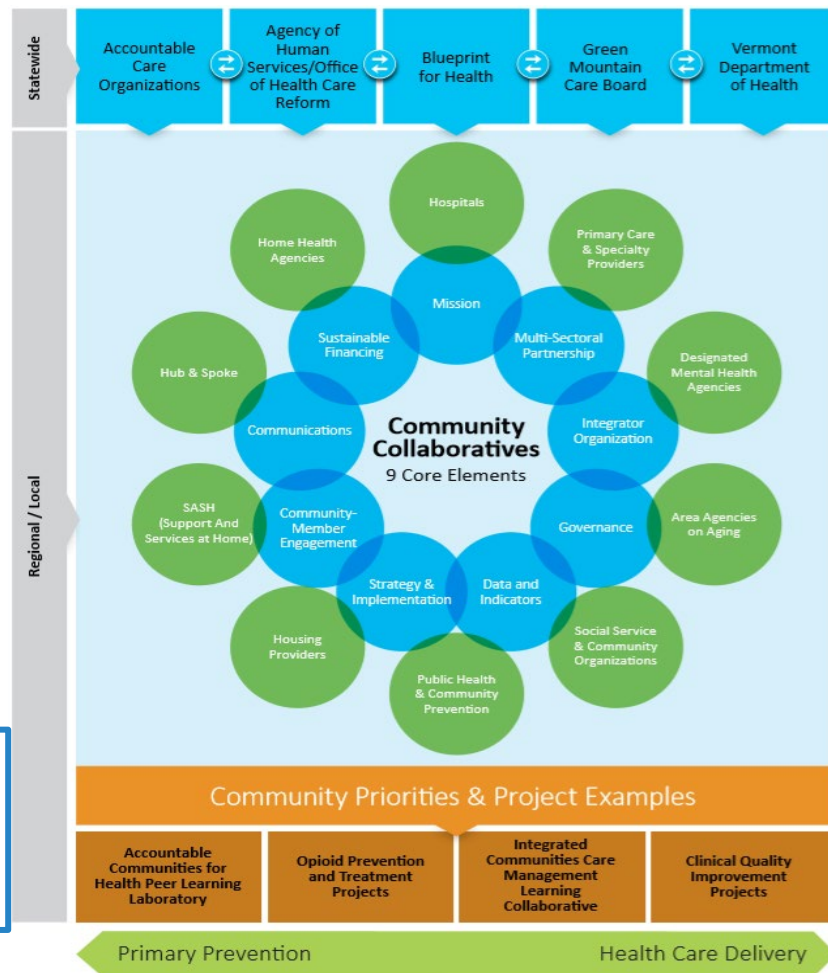 Statewide
Accountable
Care
Organizations
Agency of
Human
Services/Office
of Health Care
Reform
Blueprint
for Health
Green
Mountain
Care Board
Vermont
Department
of Health
Regional / Local
Hospitals
Primary Care
& Specialty
Providers
Designated
Mental Health
Agencies
Area Agencies
on Aging
Social Service
& Community
Organizations
Public Health
& Community
Prevention
Housing
Providers
SASH
(Support And
Services at Home)
Hub & Spoke
Home Health
Agencies
Mission
Multi-Sectoral
Partnership
Integrator
Organization
Governance
Data and
Indicators
Strategy &
Implementation
Community-
Member
Engagement
Communications
Sustainable
Financing
Community
Collaboratives
9 Core Elements
Community Priorities & Project Examples
Accountable
Communities for
Health Peer Learning
Laboratory
Opioid Prevention
and Treatment
Projects
Integrated
Communities Care
Management
Learning
Collaborative
Clinical Quality
Improvement
Projects
Primary Prevention
Health Care Delivery